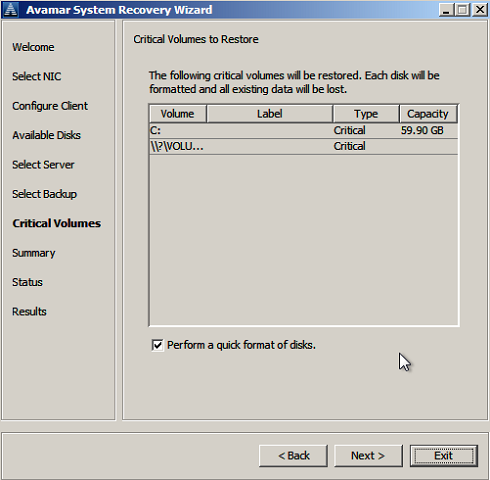 Avamar System Recovery Wizard
Welcome
Select NIC
Configure Client
Available Disks
Select Server
Select Backup
Critical Volumes
Summary
Status
Results
Critical Volumes to Restore
The following critical volumes will be restored. Each disk will be
formatted and all existing data will be lost.
Volume Label Type Capacity
C: Critical 59.90 GB
\\?\VOLU... Critical
Perform a quick format of disks.
< Back Next > Exit